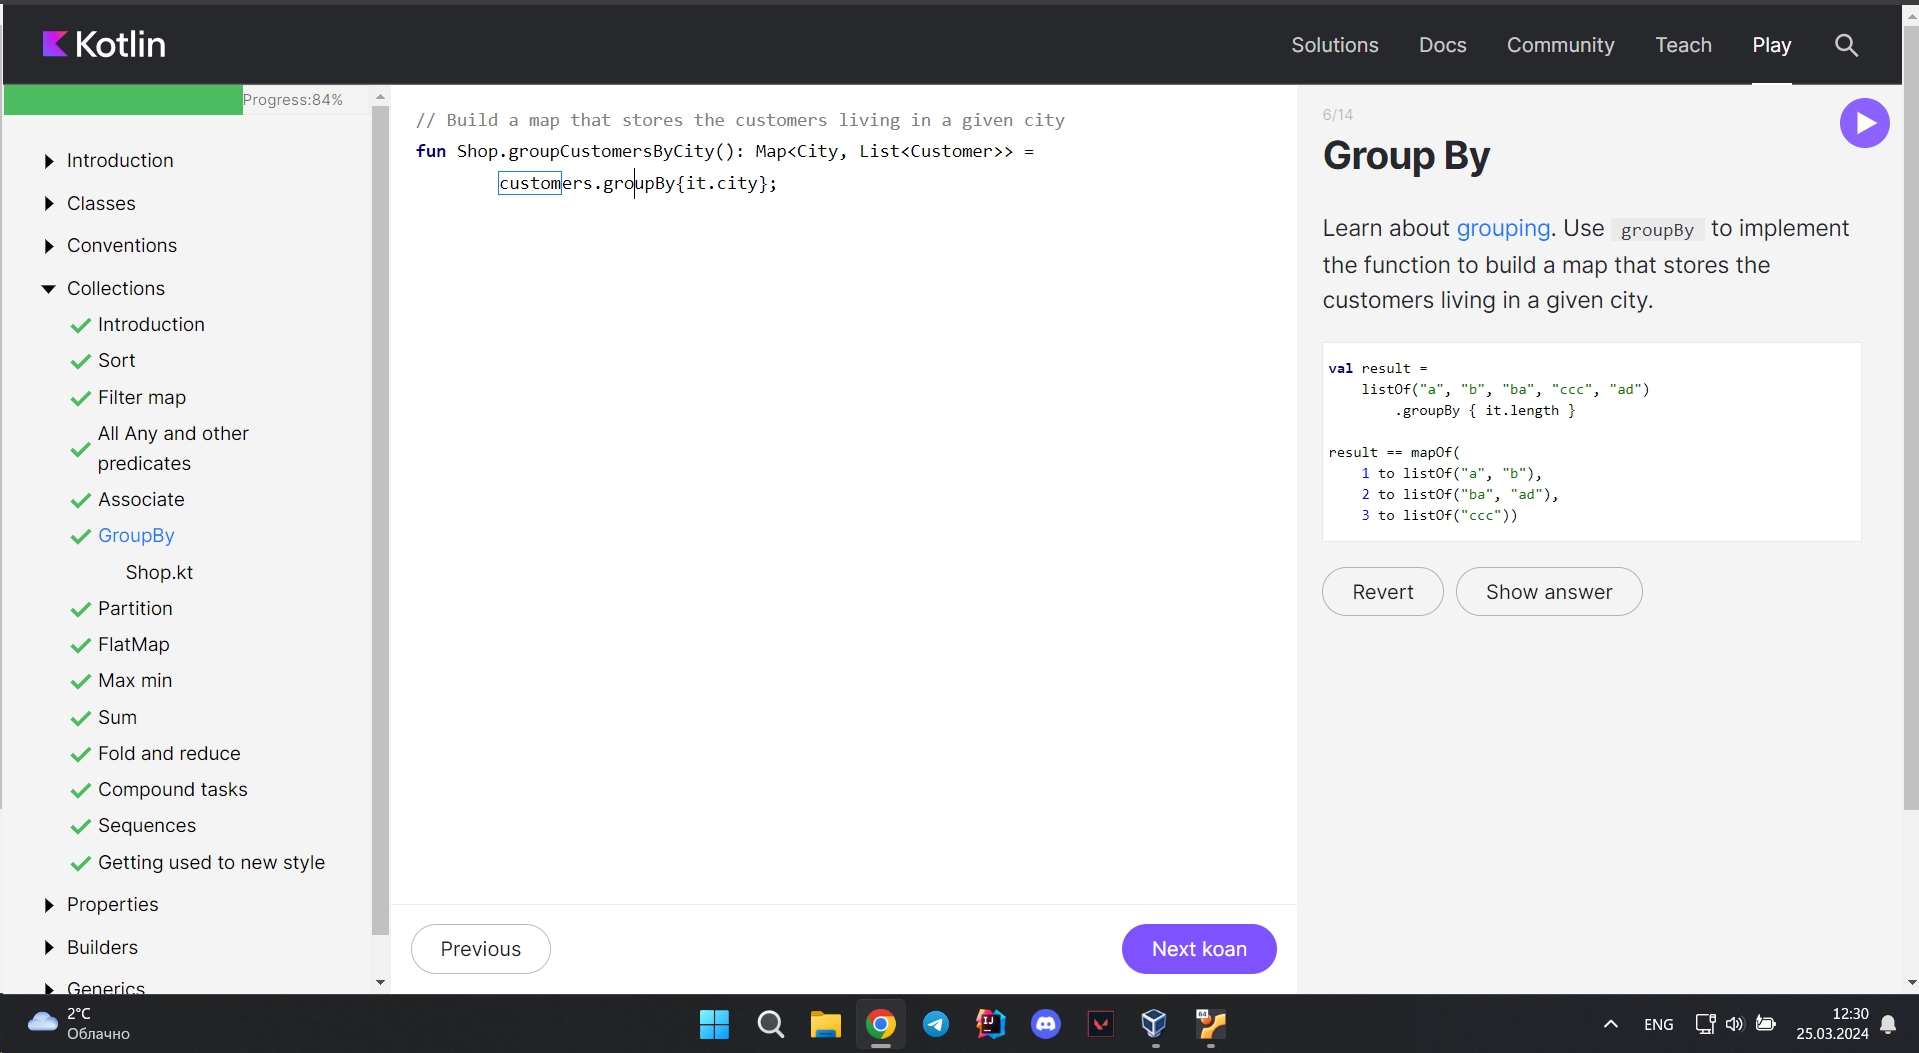 Kotlin
Solutions
Docs
Community
Teach
Play
Progress:84%
Introduction
Classes
Conventions
Collections
Introduction
Sort
Filter map
All Any and other
predicates
Associate
GroupBy
Shop.kt
Partition
FlatMap
Max min
Sum
Fold and reduce
Compound tasks
Sequences
Getting used to new style
Properties
Builders
Generics
// Build a map that stores the customers living in a given city
fun Shop.groupCustomersByCity(): Map<City, List<Customer>> =
customers.groupBy{it.city};
Previous
Next koan
6/14
Group By
Learn about grouping. Use groupBy to implement
the function to build a map that stores the
customers living in a given city.
val result =
listOf("a", "b", "ba", "ccc", "ad")
.groupBy { it.length }
result == mapOf(
1 to listOf("a", "b"),
2 to listOf("ba", "ad"),
3 to listOf("ccc"))
Revert
Show answer
2°C
Облачно
IJ
64
ENG
12:30
25.03.2024